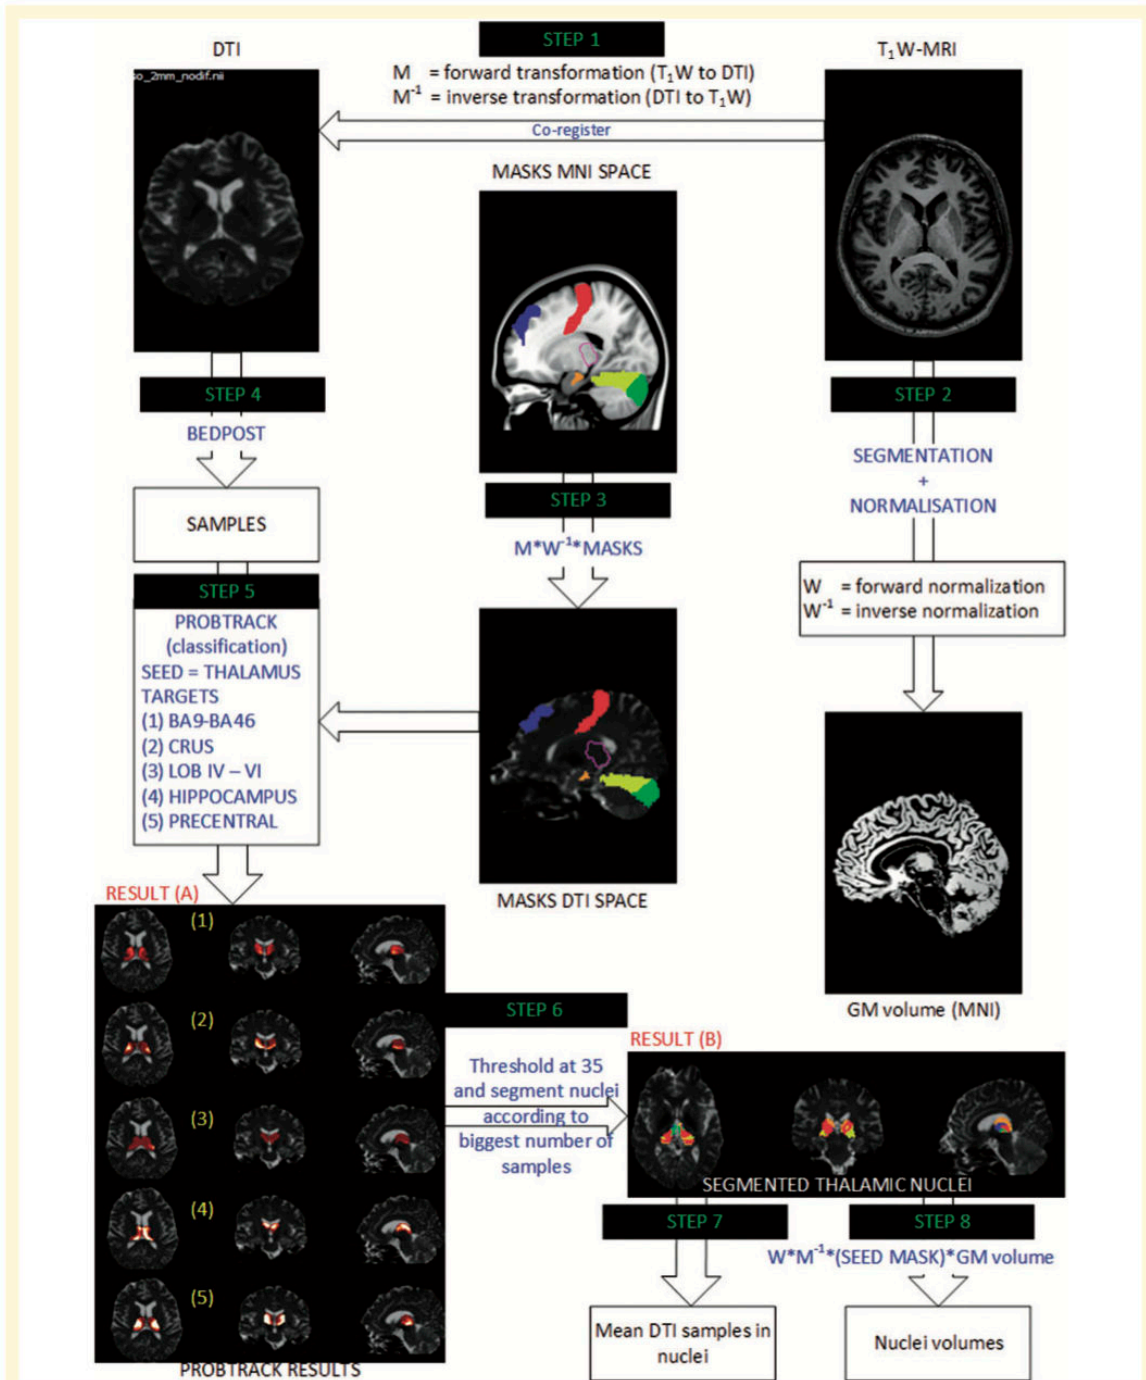 STEP 1
DTI
T₁W-MRI
so_2mm_nodif.nii
M = forward transformation (T₁W to DTI)
M⁻¹ = inverse transformation (DTI to T₁W)
Co-register
MASKS MNI SPACE
STEP 4
STEP 2
BEDPOST
SEGMENTATION
+
NORMALISATION
STEP 3
SAMPLES
M*W⁻¹*MASKS
W = forward normalization
W⁻¹ = inverse normalization
STEP 5
PROBTRACK
(classification)
SEED = THALAMUS
TARGETS
(1) BA9-BA46
(2) CRUS
(3) LOB IV – VI
(4) HIPPOCAMPUS
(5) PRECENTRAL
MASKS DTI SPACE
GM volume (MNI)
RESULT (A)
(1)
(2)
(3)
(4)
(5)
PROBTRACK RESULTS
STEP 6
Threshold at 35
and segment nuclei
according to
biggest number of
samples
RESULT (B)
SEGMENTED THALAMIC NUCLEI
STEP 7
STEP 8
W*M⁻¹*(SEED MASK)*GM volume
Mean DTI samples in
nuclei
Nuclei volumes